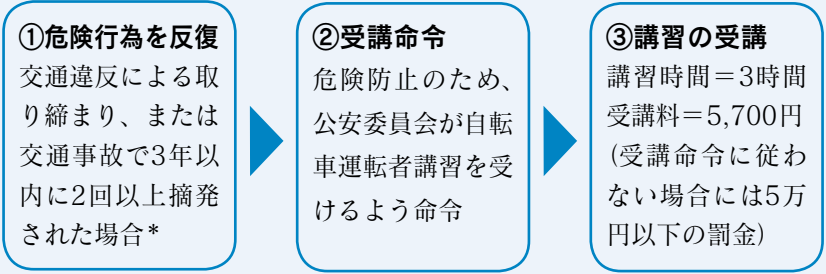 ①危険行為を反復
交通違反による取
り締まり、または
交通事故で3年以
内に2回以上摘発
された場合*
②受講命令
危険防止のため、
公安委員会が自転
車運転者講習を受
けるよう命令
③講習の受講
講習時間＝3時間
受講料＝5,700円
(受講命令に従わ
ない場合には5万
円以下の罰金)